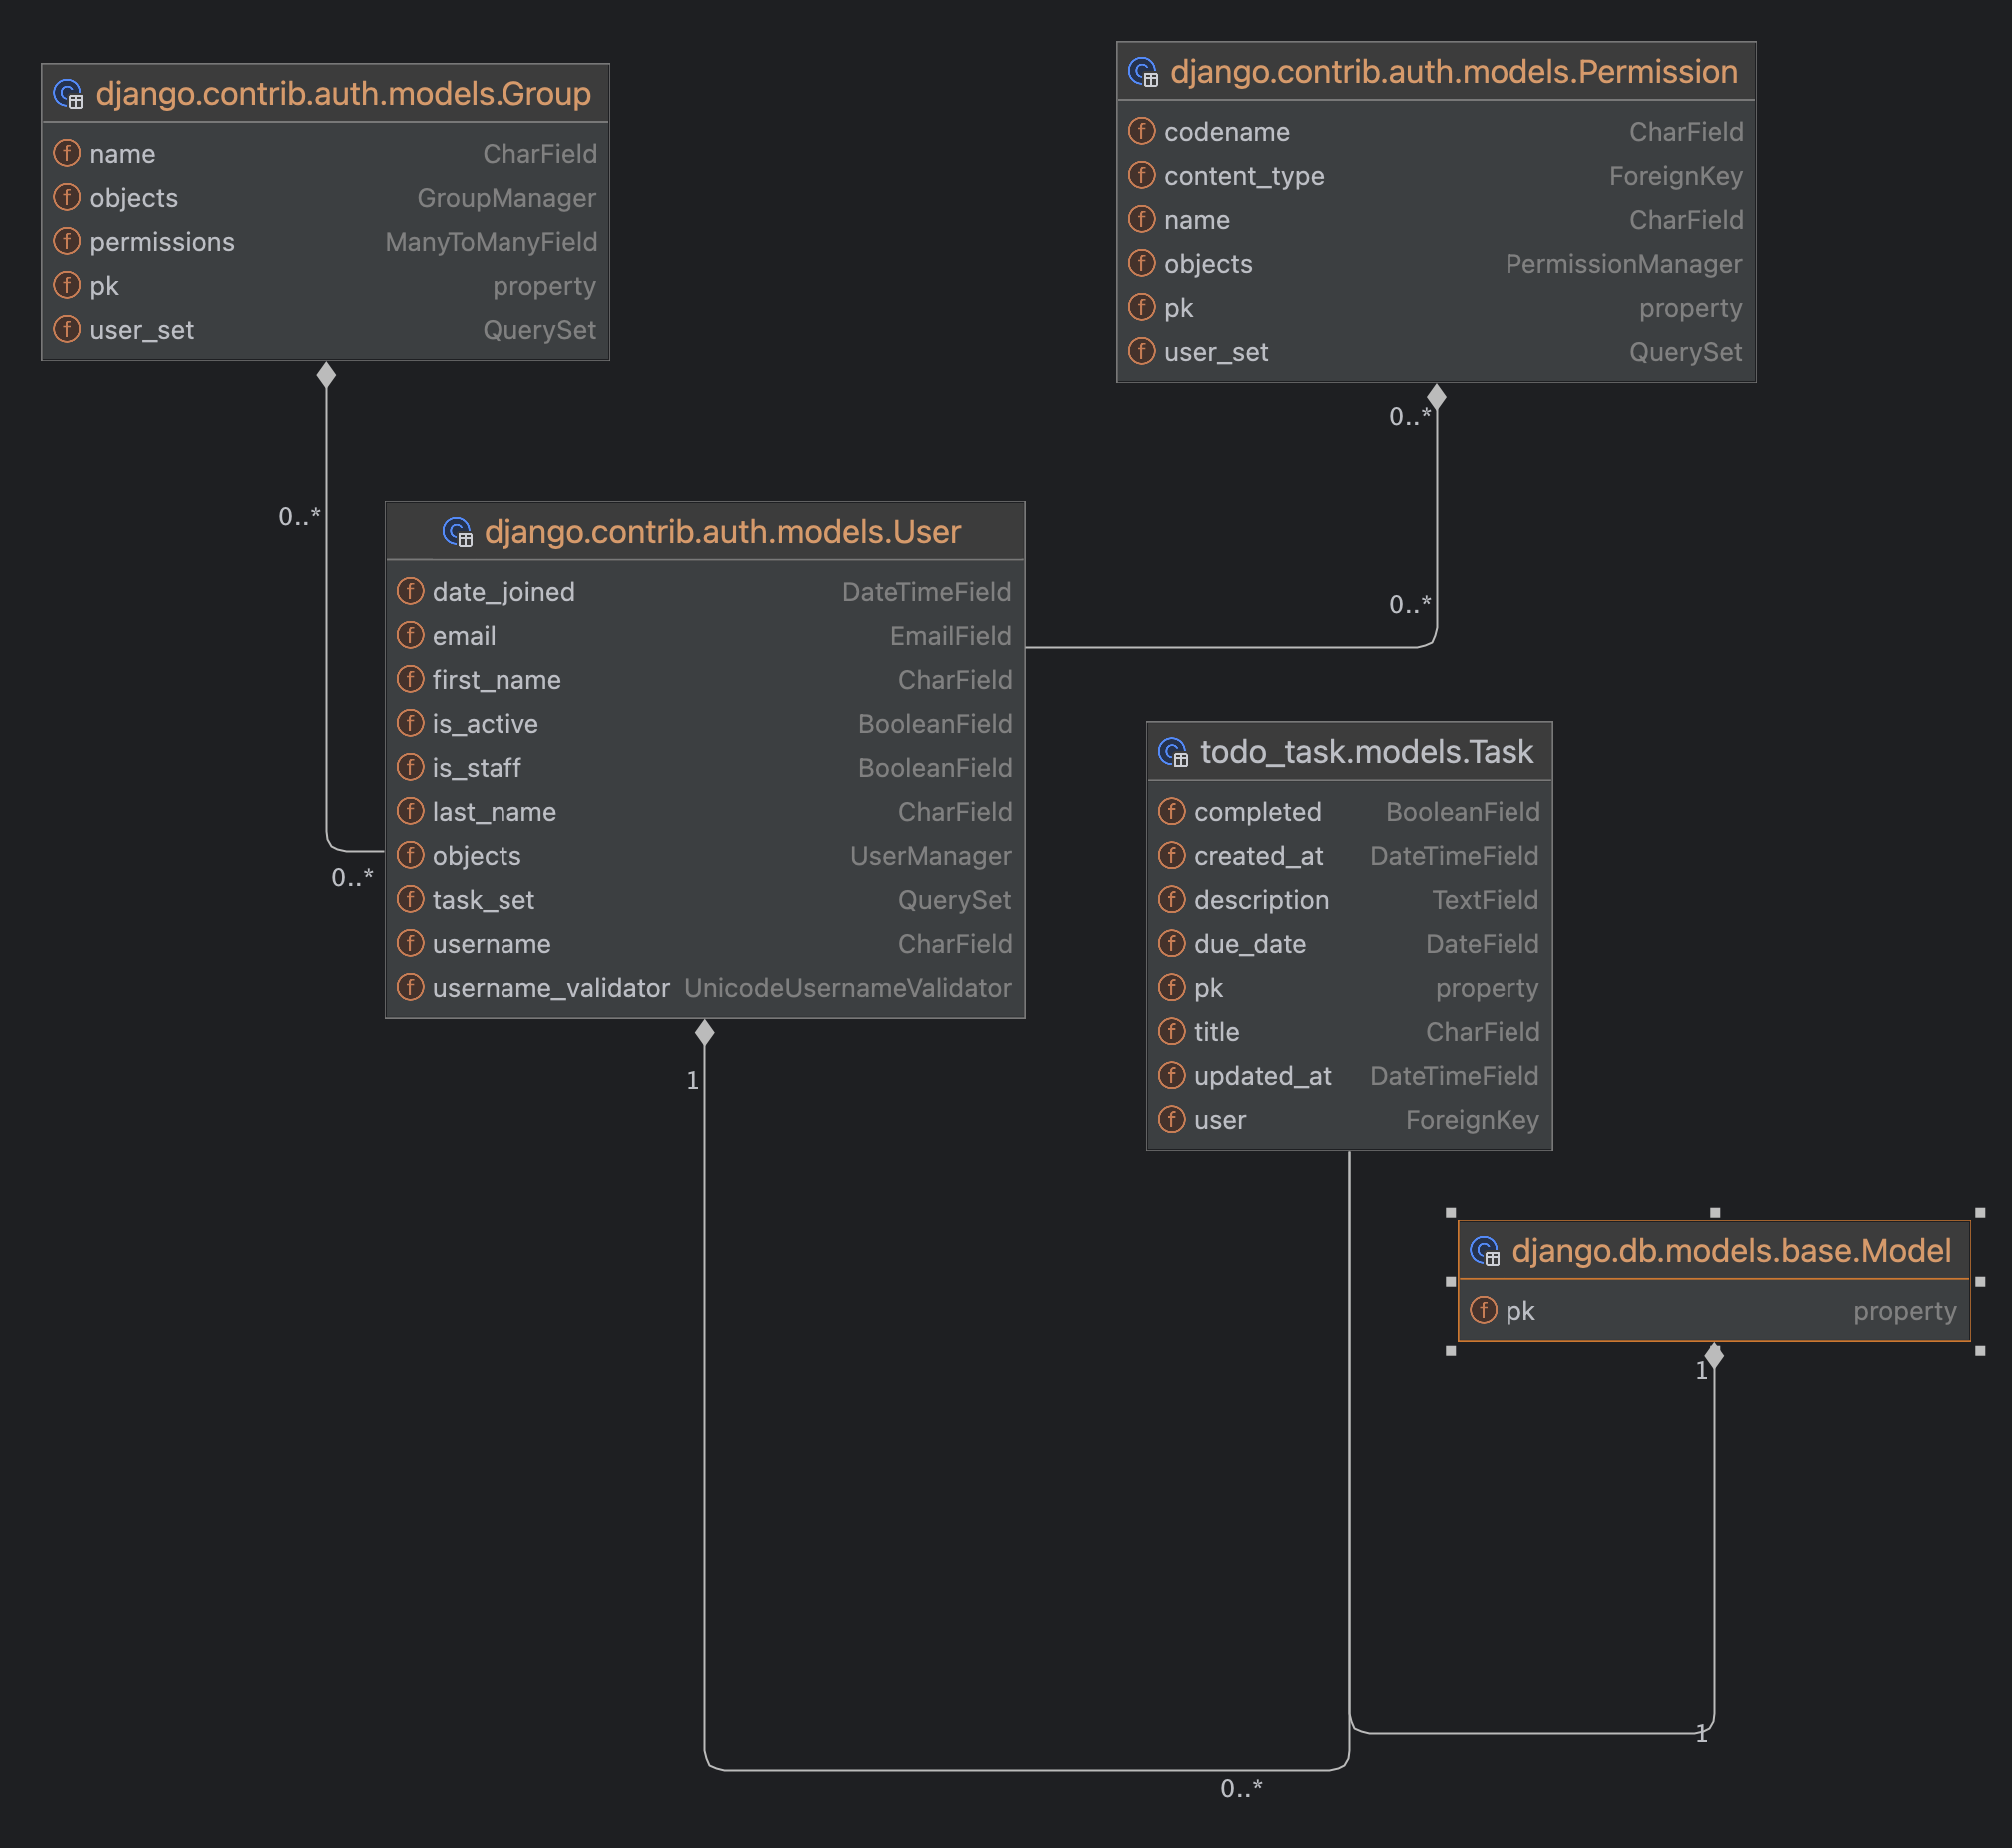 django.contrib.auth.models.Group
name CharField
objects GroupManager
permissions ManyToManyField
pk property
user_set QuerySet
0..*
0..*
django.contrib.auth.models.Permission
codename CharField
content_type ForeignKey
name CharField
objects PermissionManager
pk property
user_set QuerySet
0..*
0..*
django.contrib.auth.models.User
date_joined DateTimeField
email EmailField
first_name CharField
is_active BooleanField
is_staff BooleanField
last_name CharField
objects UserManager
task_set QuerySet
username CharField
username_validator UnicodeUsernameValidator
1
todo_task.models.Task
completed BooleanField
created_at DateTimeField
description TextField
due_date DateField
pk property
title CharField
updated_at DateTimeField
user ForeignKey
django.db.models.base.Model
pk property
1
1
0..*